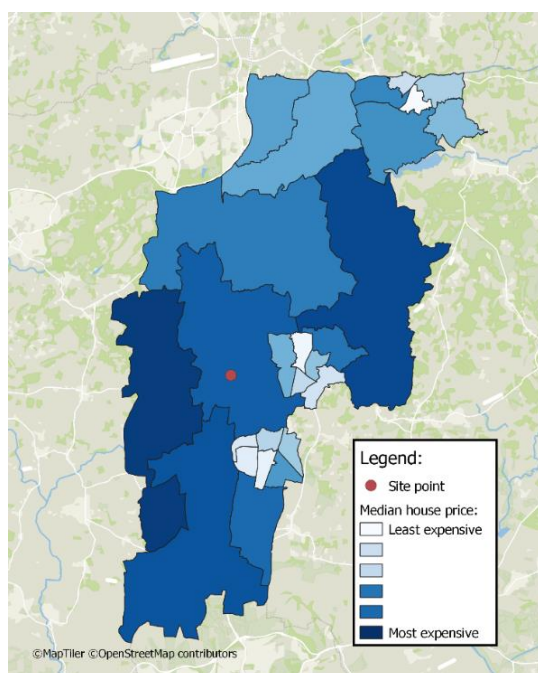 Legend:
Site point
Median house price:
Least expensive
Most expensive
©MapTiler ©OpenStreetMap contributors